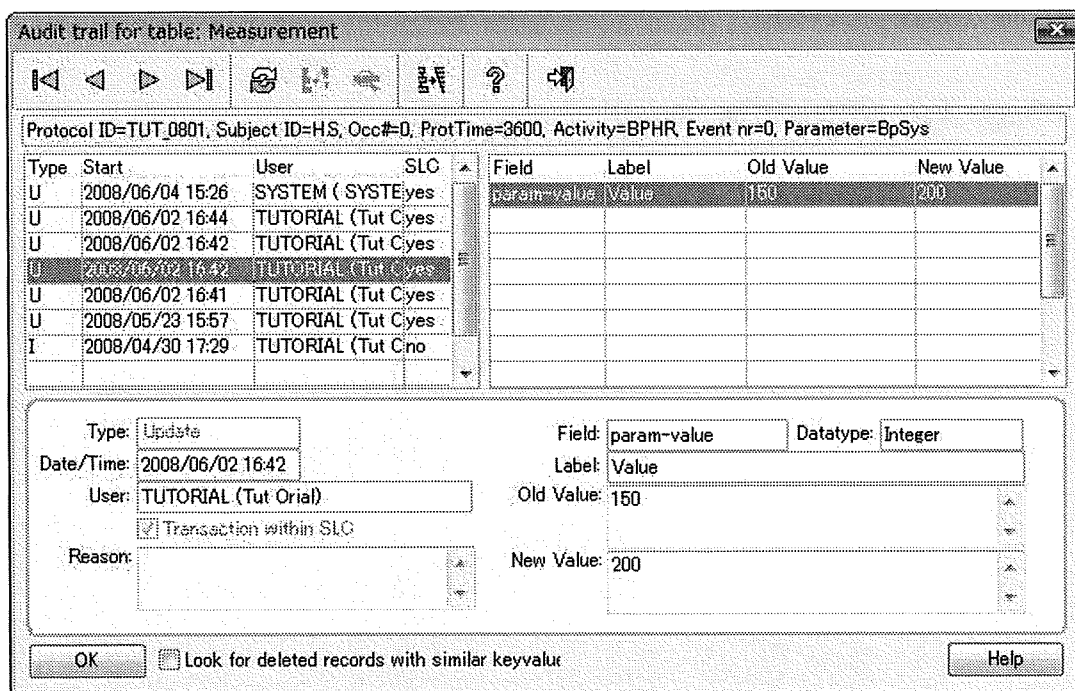 Audit trail for table: Measurement
Protocol ID=TUT_0801, Subject ID=HS, Occ#=0, ProtTime=3600, Activity=BPHR, Event nr=0, Parameter=BpSys
Type Start User SLC
U 2008/06/04 15:26 SYSTEM ( SYSTE yes
U 2008/06/02 16:44 TUTORIAL (Tut C yes
U 2008/06/02 16:42 TUTORIAL (Tut C yes
U 2008/06/02 16:42 TUTORIAL (Tut C yes
U 2008/06/02 16:41 TUTORIAL (Tut C yes
U 2008/05/23 15:57 TUTORIAL (Tut C yes
I 2008/04/30 17:29 TUTORIAL (Tut C no
Field Label Old Value New Value
param-value Value 150 200
Type: Update
Date/Time: 2008/06/02 16:42
User: TUTORIAL (Tut Orial)
Transaction within SLC
Reason:
Field: param-value Datatype: Integer
Label: Value
Old Value: 150
New Value: 200
OK Look for deleted records with similar keyvalue Help